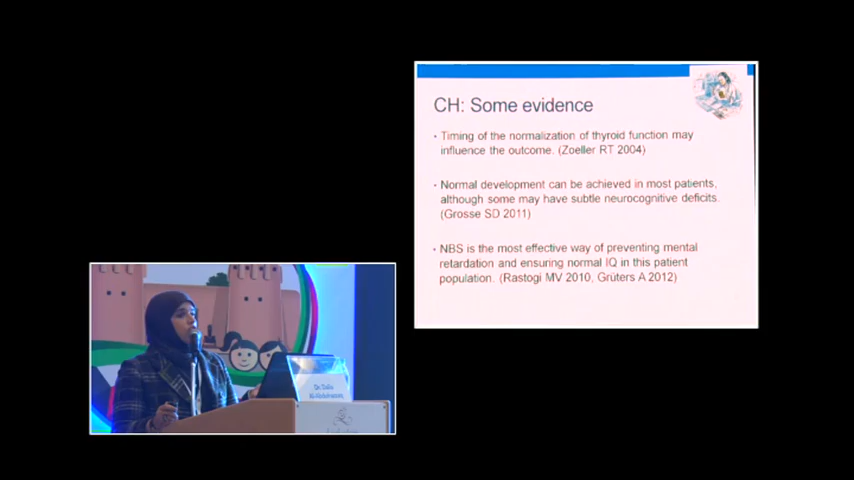 CH: Some evidence
• Timing of the normalization of thyroid function may
influence the outcome. (Zoeller RT 2004)
• Normal development can be achieved in most patients,
although some may have subtle neurocognitive deficits.
(Grosse SD 2011)
• NBS is the most effective way of preventing mental
retardation and ensuring normal IQ in this patient
population. (Rastogi MV 2010, Grüters A 2012)
Dr. Dalia